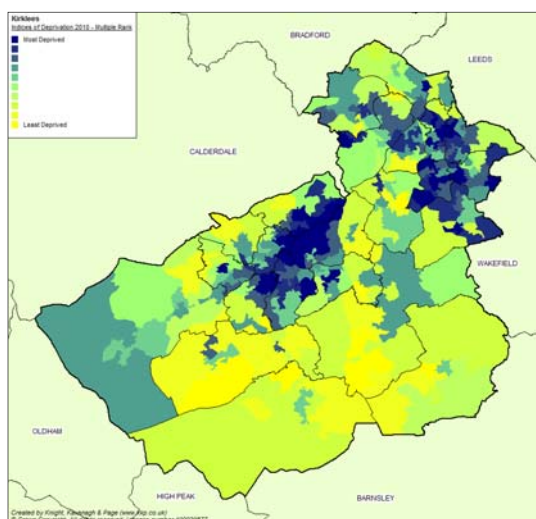 Kirklees
Indices of Deprivation 2010 - Multiple Rank
Most Deprived
Least Deprived
BRADFORD
LEEDS
CALDERDALE
WAKEFIELD
OLDHAM
HIGH PEAK
BARNSLEY
Created by Knight, Kavanagh & Page (www.kkp.co.uk)